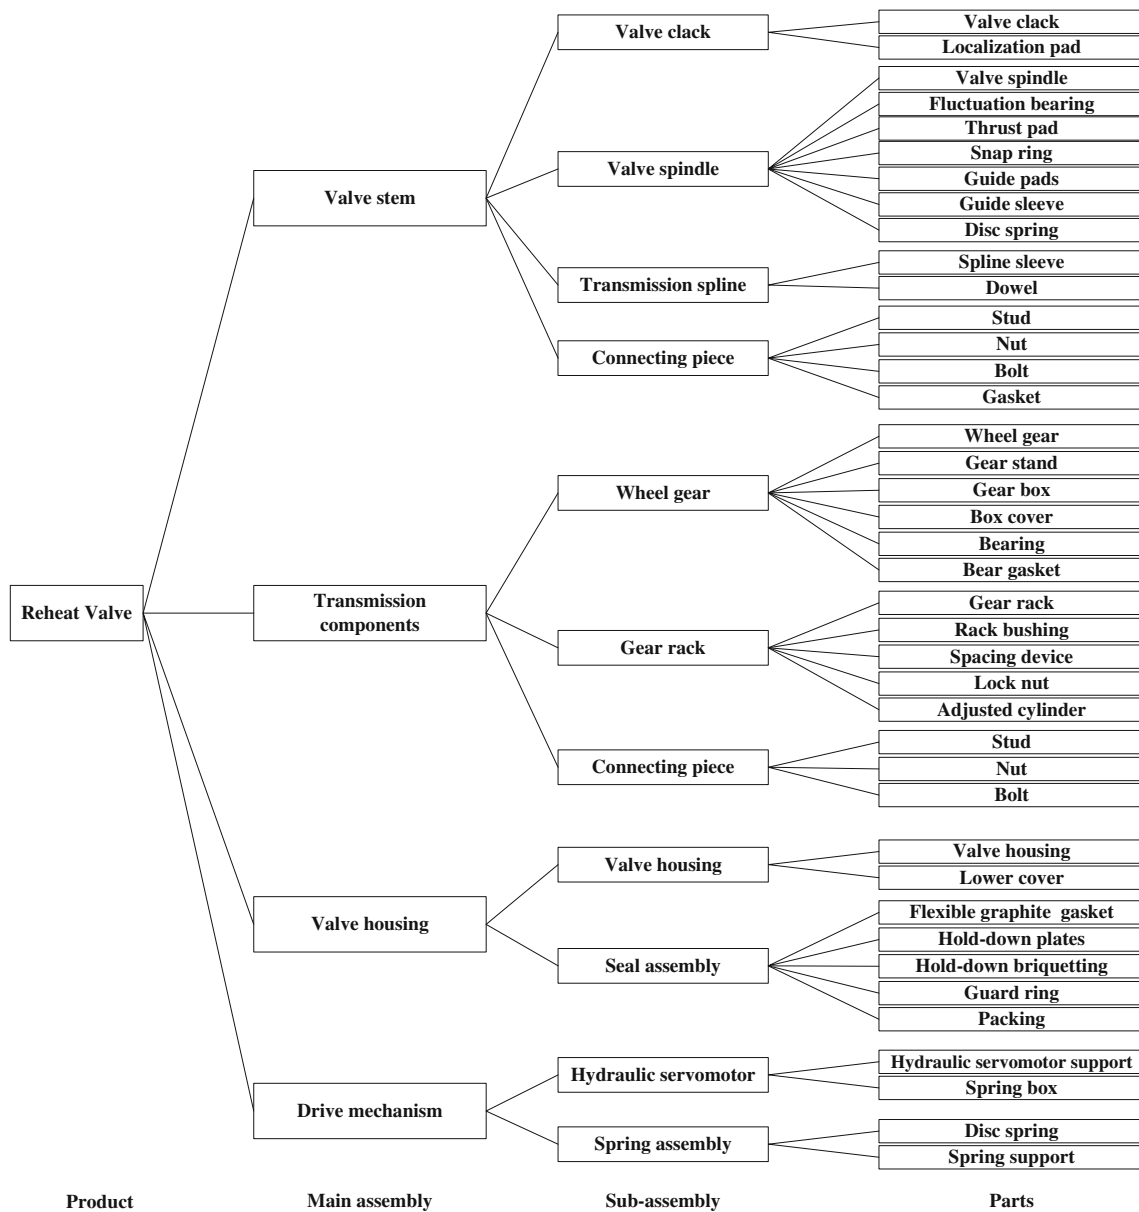 Valve clack
Valve clack
Localization pad
Valve spindle
Fluctuation bearing
Thrust pad
Snap ring
Valve spindle
Guide pads
Valve stem
Guide sleeve
Disc spring
Spline sleeve
Transmission spline
Dowel
Stud
Nut
Connecting piece
Bolt
Gasket
Wheel gear
Gear stand
Wheel gear
Gear box
Box cover
Bearing
Bear gasket
Reheat Valve
Transmission
components
Gear rack
Rack bushing
Gear rack
Spacing device
Lock nut
Adjusted cylinder
Stud
Connecting piece
Nut
Bolt
Valve housing
Valve housing
Lower cover
Valve housing
Flexible graphite gasket
Hold-down plates
Seal assembly
Hold-down briquetting
Guard ring
Packing
Hydraulic servomotor
Hydraulic servomotor support
Spring box
Drive mechanism
Spring assembly
Disc spring
Spring support
Product
Main assembly
Sub-assembly
Parts